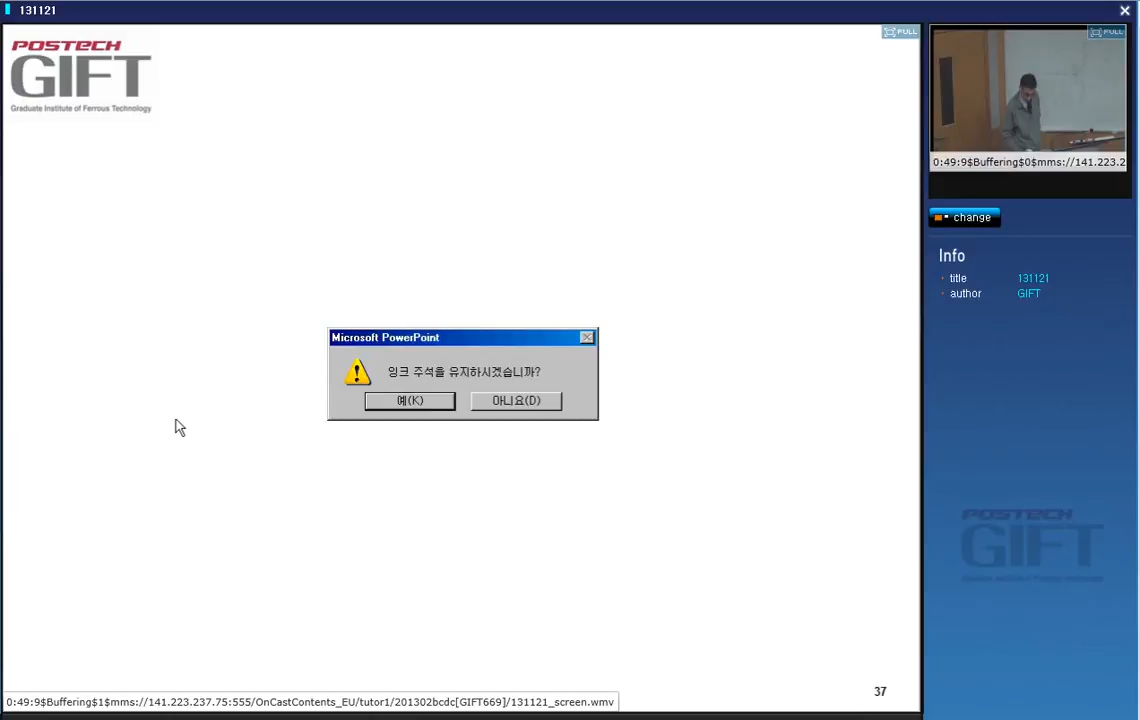 131121
POSTECH
GIFT
Graduate Institute of Ferrous Technology
FULL
FULL
0:49:9$Buffering$0$mms://141.223.2
change
Info
title 131121
author GIFT
Microsoft PowerPoint
잉크 주석을 유지하시겠습니까?
예(K) 아니요(D)
POSTECH
GIFT
37
0:49:9$Buffering$1$mms://141.223.237.75:555/OnCastContents_EU/tutor1/201302bcdc[GIFT669]/131121_screen.wmv